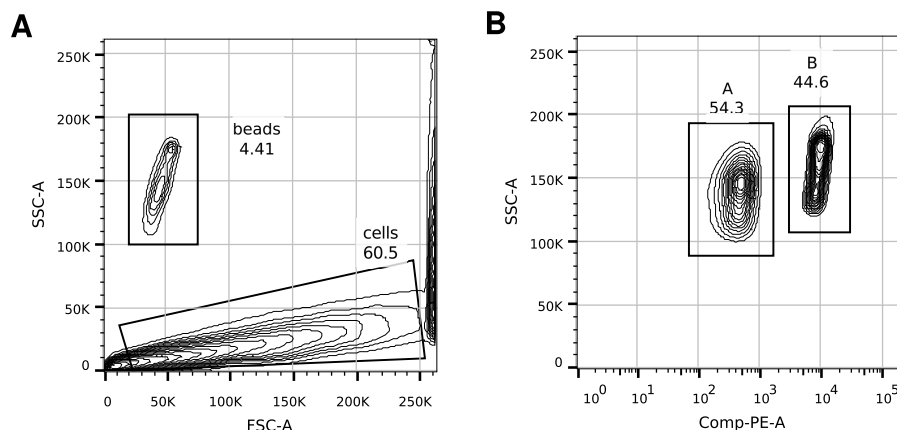 A
250K
200K
150K
100K
50K
0
SSC-A
beads
4.41
cells
60.5
0
50K
100K
150K
200K
250K
FSC-A
B
250K
200K
150K
100K
50K
0
SSC-A
A
54.3
B
44.6
10^0
10^1
10^2
10^3
10^4
10^5
Comp-PE-A